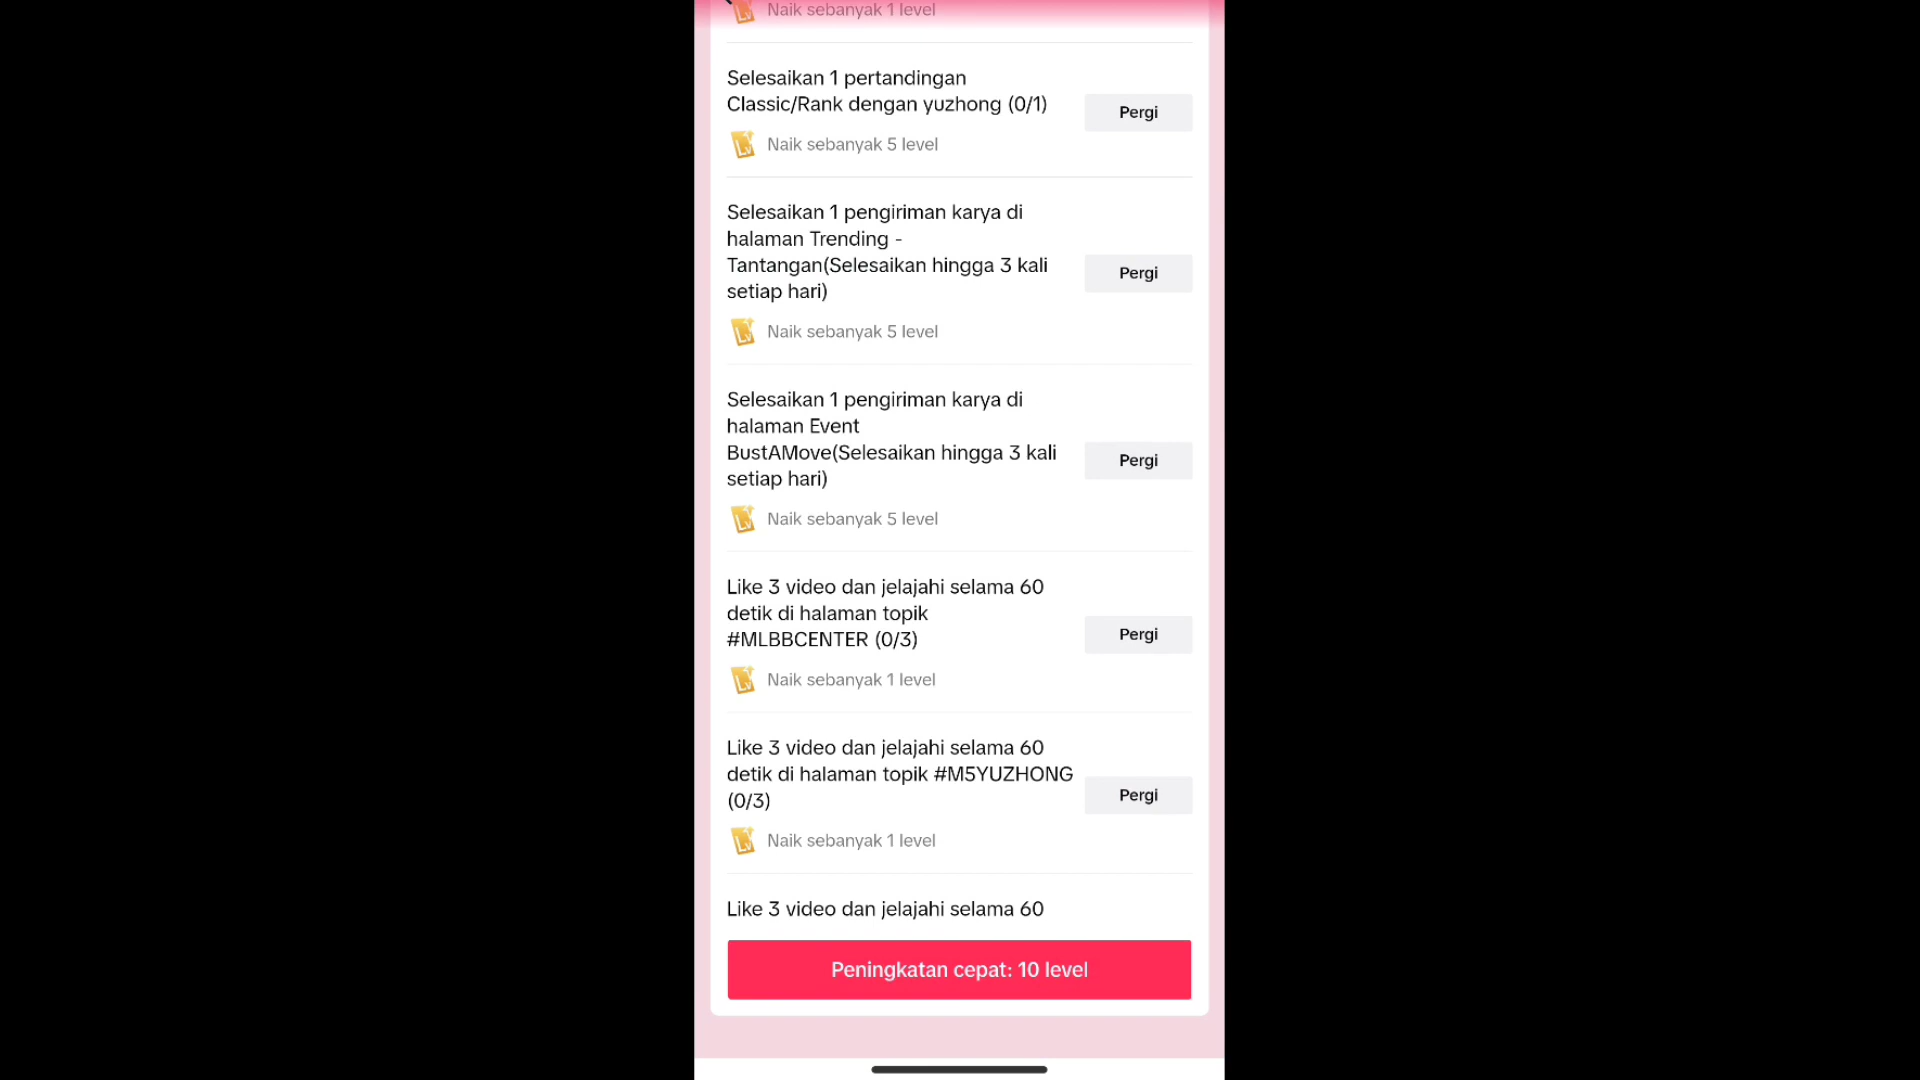 Naik sebanyak 1 level
Selesaikan 1 pertandingan
Classic/Rank dengan yuzhong (0/1)
Pergi
Naik sebanyak 5 level
Selesaikan 1 pengiriman karya di
halaman Trending -
Tantangan(Selesaikan hingga 3 kali
setiap hari)
Pergi
Naik sebanyak 5 level
Selesaikan 1 pengiriman karya di
halaman Event
BustAMove(Selesaikan hingga 3 kali
setiap hari)
Pergi
Naik sebanyak 5 level
Like 3 video dan jelajahi selama 60
detik di halaman topik
#MLBBCENTER (0/3)
Pergi
Naik sebanyak 1 level
Like 3 video dan jelajahi selama 60
detik di halaman topik #M5YUZHONG
(0/3)
Pergi
Naik sebanyak 1 level
Like 3 video dan jelajahi selama 60
Peningkatan cepat: 10 level